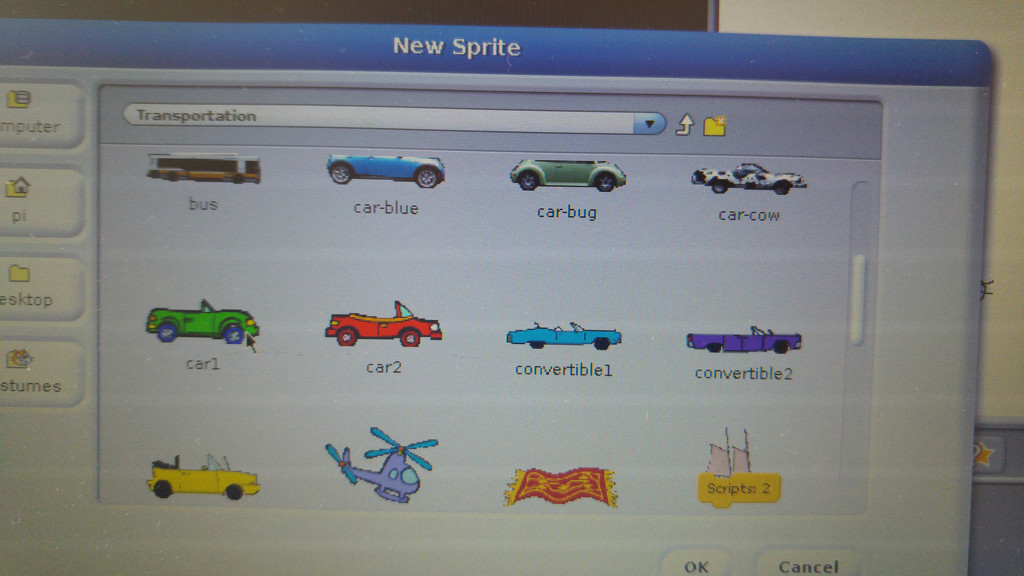 New Sprite
mputer
Transportation
pi
bus
car-blue
car-bug
car-cow
esktop
car1
car2
convertible1
convertible2
stumes
Scripts: 2
OK
Cancel